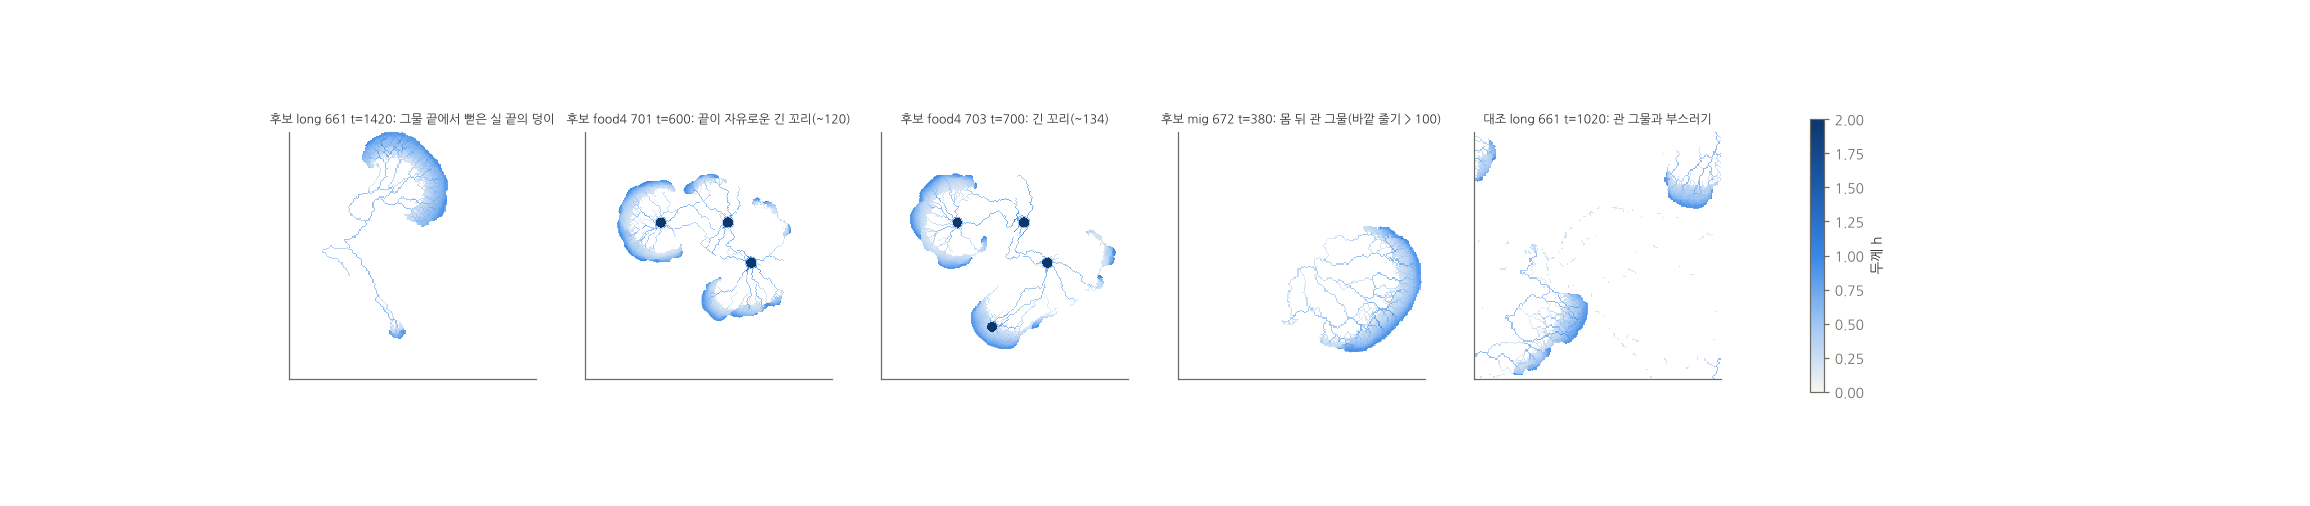 후보 long 661 t=1420: 그물 끝에서 뻗은 실 끝의 덩이
후보 food4 701 t=600: 끝이 자유로운 긴 꼬리(~120)
후보 food4 703 t=700: 긴 꼬리(~134)
후보 mig 672 t=380: 몸 뒤 관 그물(바깥 줄기 > 100)
대조 long 661 t=1020: 관 그물과 부스러기
2.00
1.75
1.50
1.25
1.00
0.75
0.50
0.25
0.00
두께 h